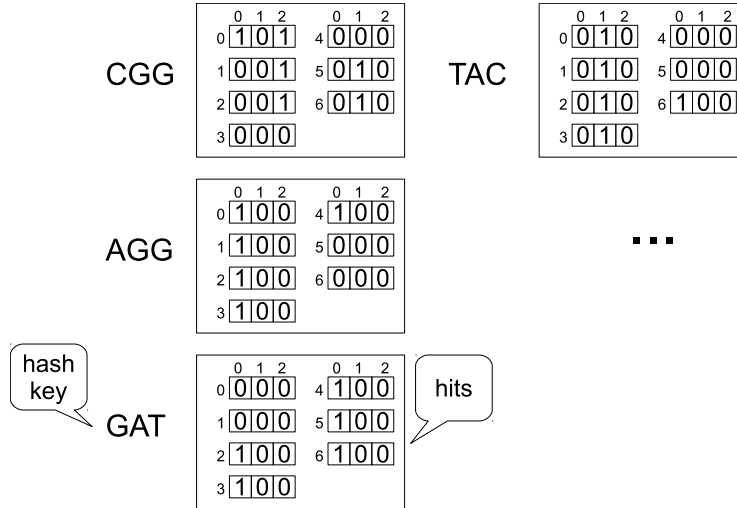 0 1 2 0 1 2
0 1 0 1 4 0 0 0
CGG
1 0 0 1 5 0 1 0
2 0 0 1 6 0 1 0
3 0 0 0
0 1 2 0 1 2
0 0 1 0 4 0 0 0
TAC
1 0 1 0 5 0 0 0
2 0 1 0 6 1 0 0
3 0 1 0
0 1 2 0 1 2
0 1 0 0 4 1 0 0
AGG
1 1 0 0 5 0 0 0
2 1 0 0 6 0 0 0
3 1 0 0
...
hash
key
GAT
0 1 2 0 1 2
0 0 0 0 4 1 0 0
1 0 0 0 5 1 0 0
2 1 0 0 6 1 0 0
3 1 0 0
hits